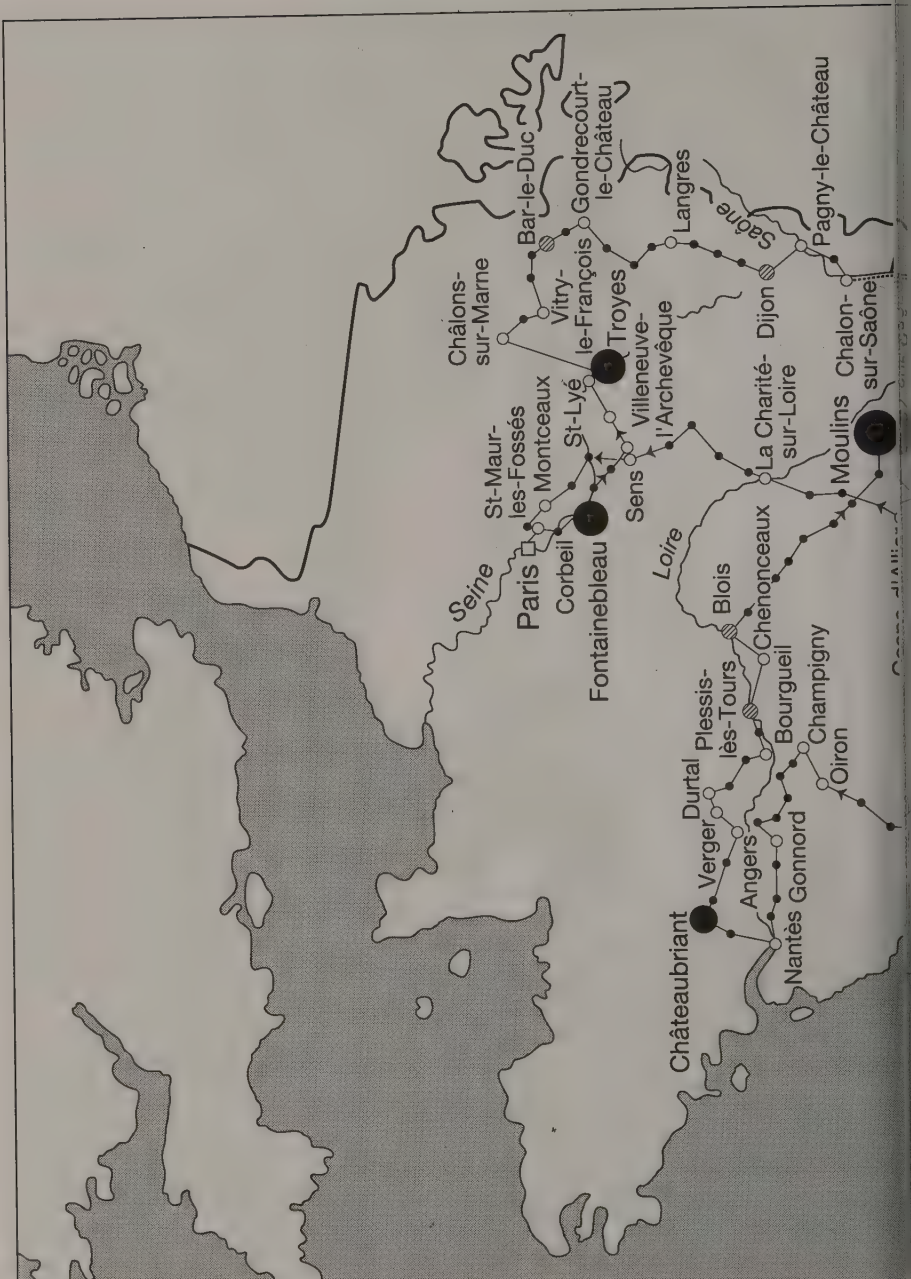 Châlons-
sur-Marne
Bar-le-Duc
Gondrecourt-
le-Château
Vitry-
le-François
Troyes
St-Maur-
les-Fossés
Montceaux
St-Lyé
Villeneuve-
l'Archevêque
Langres
Saône
Pagny-le-Château
Dijon
Chalon-
sur-Saône
Seine
Paris
Corbeil
Fontainebleau
Sens
La Charité-
sur-Loire
Moulins
Loire
Blois
Chenonceaux
Plessis-
lès-Tours
Bourgueil
Champigny
Oiron
Durtal
Verger
Angers
Gonnord
Châteaubriant
Nantès